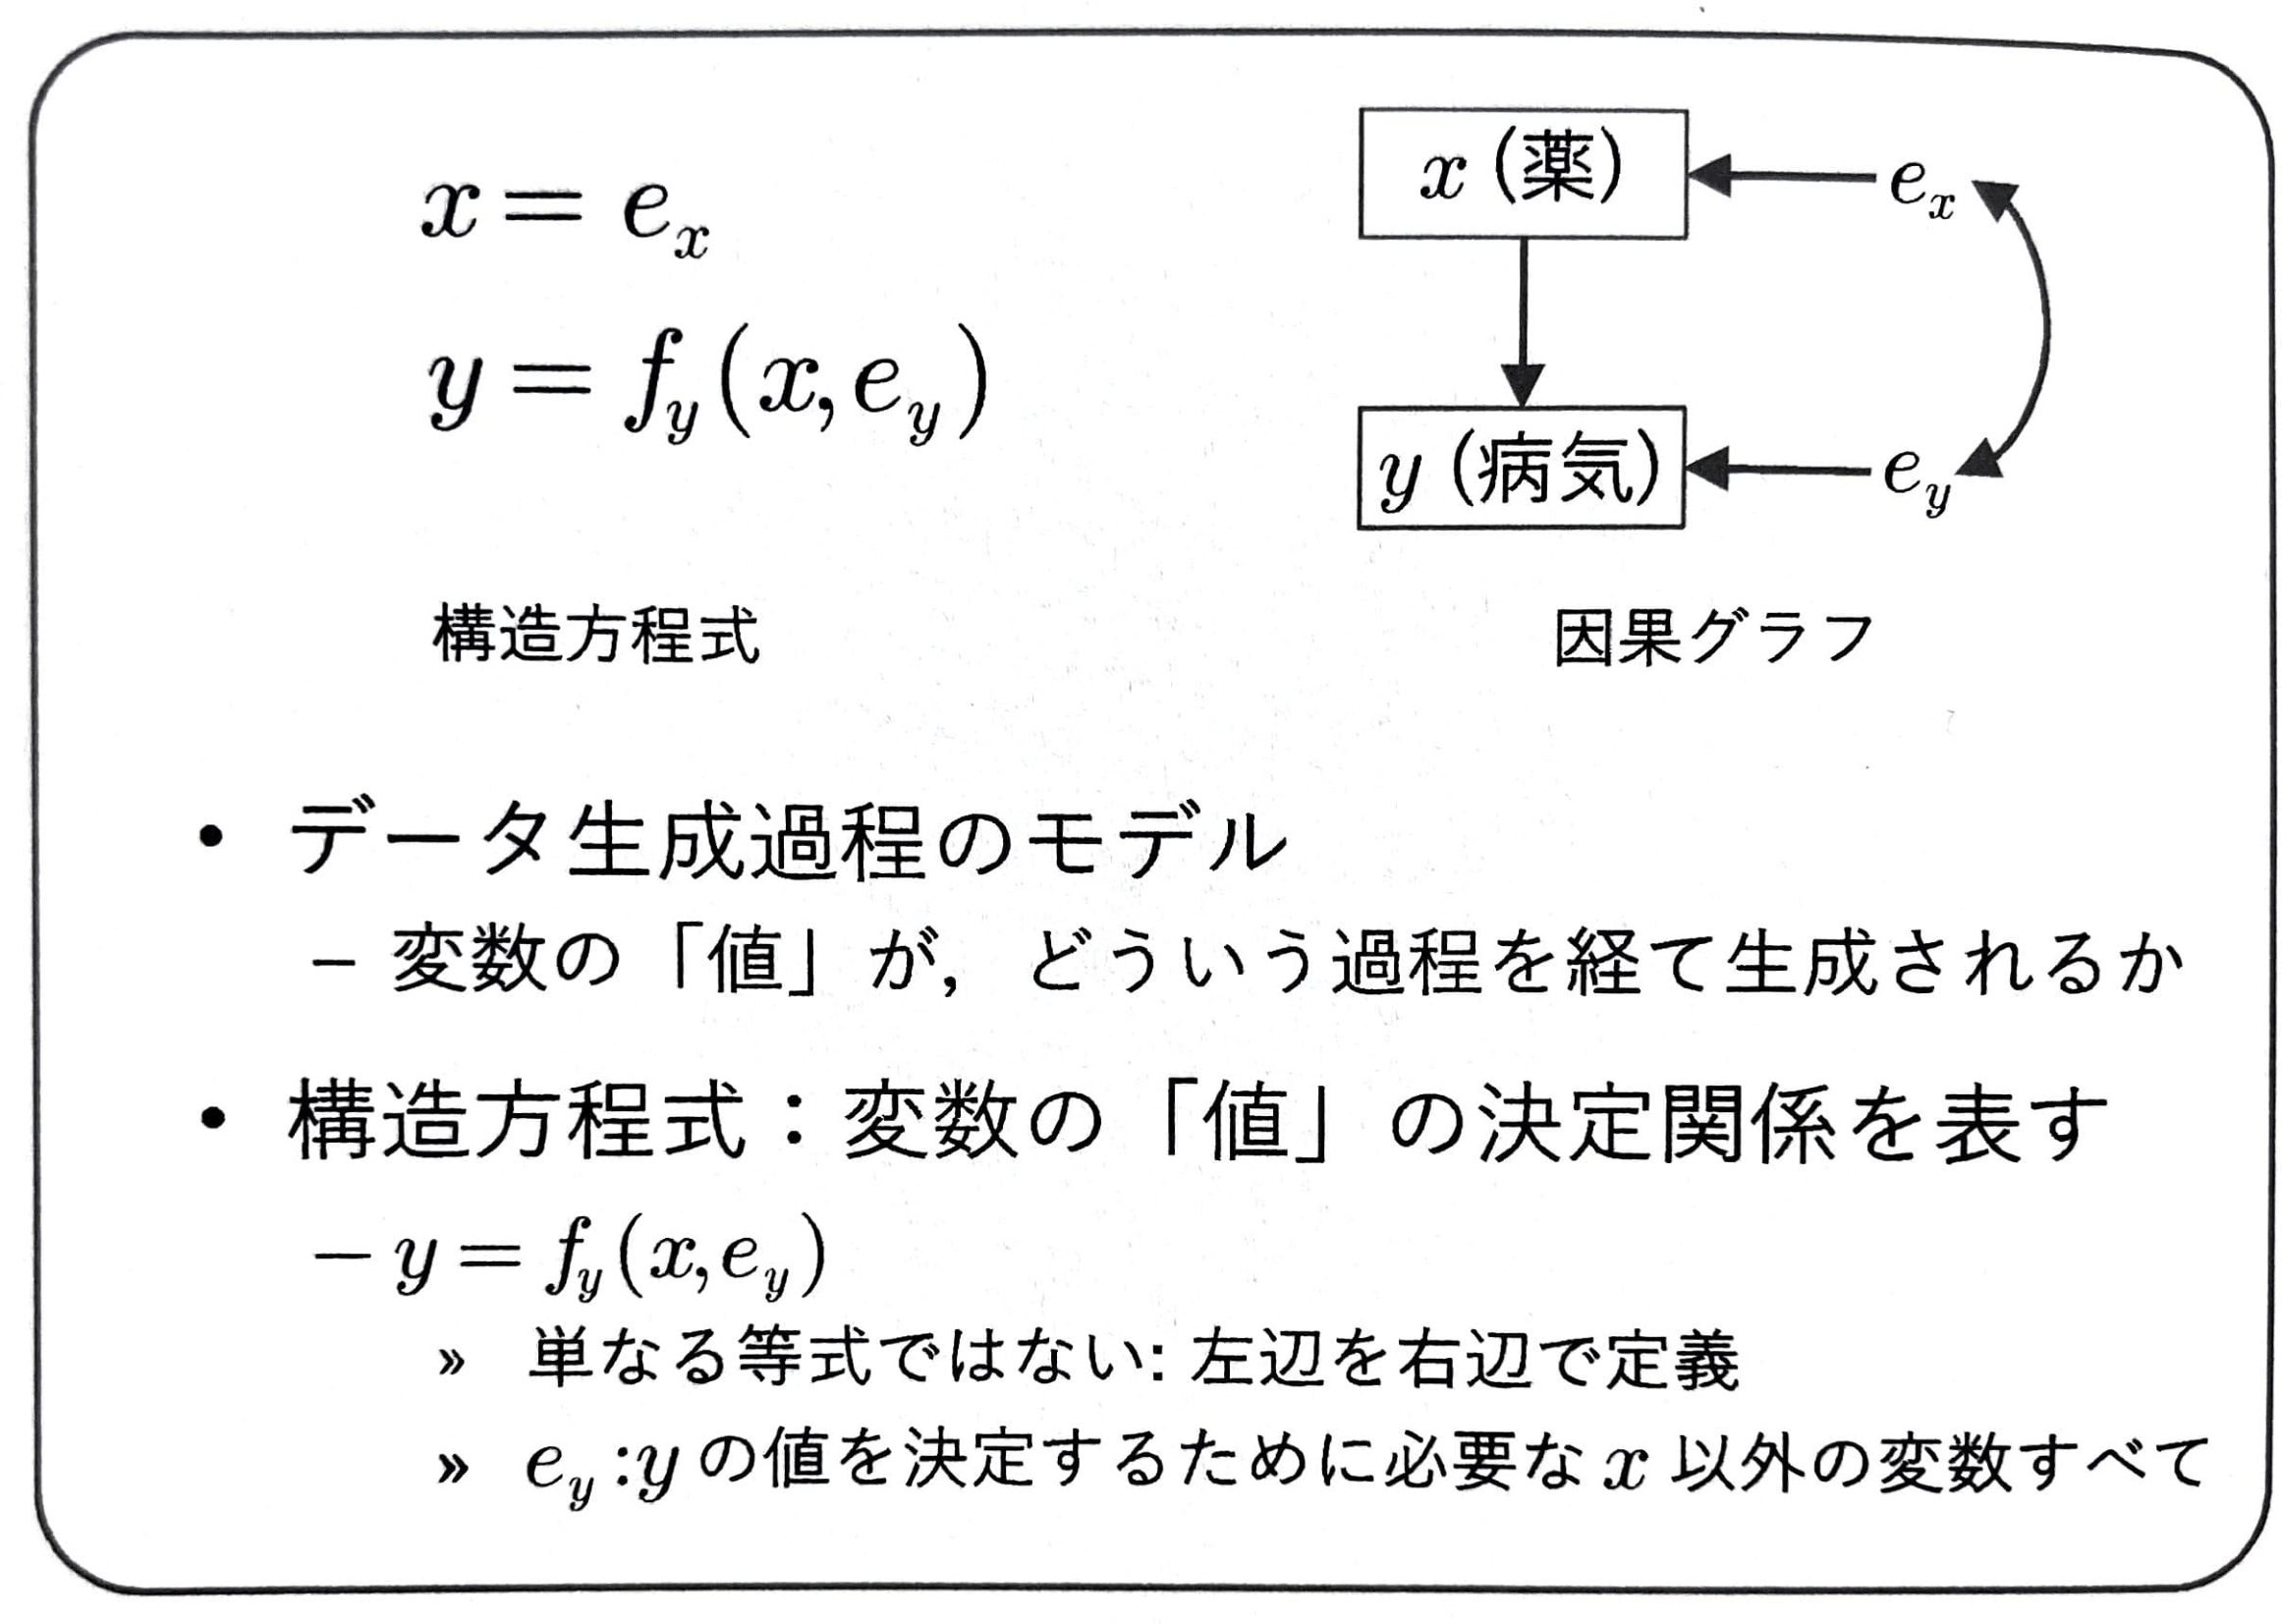 x = e_x
y = f_y(x, e_y)
構造方程式
x (薬)
e_x
y (病気)
e_y
因果グラフ
• データ生成過程のモデル
– 変数の「値」が，どういう過程を経て生成されるか
• 構造方程式：変数の「値」の決定関係を表す
– y = f_y(x, e_y)
» 単なる等式ではない: 左辺を右辺で定義
» e_y :y の値を決定するために必要な x 以外の変数すべて